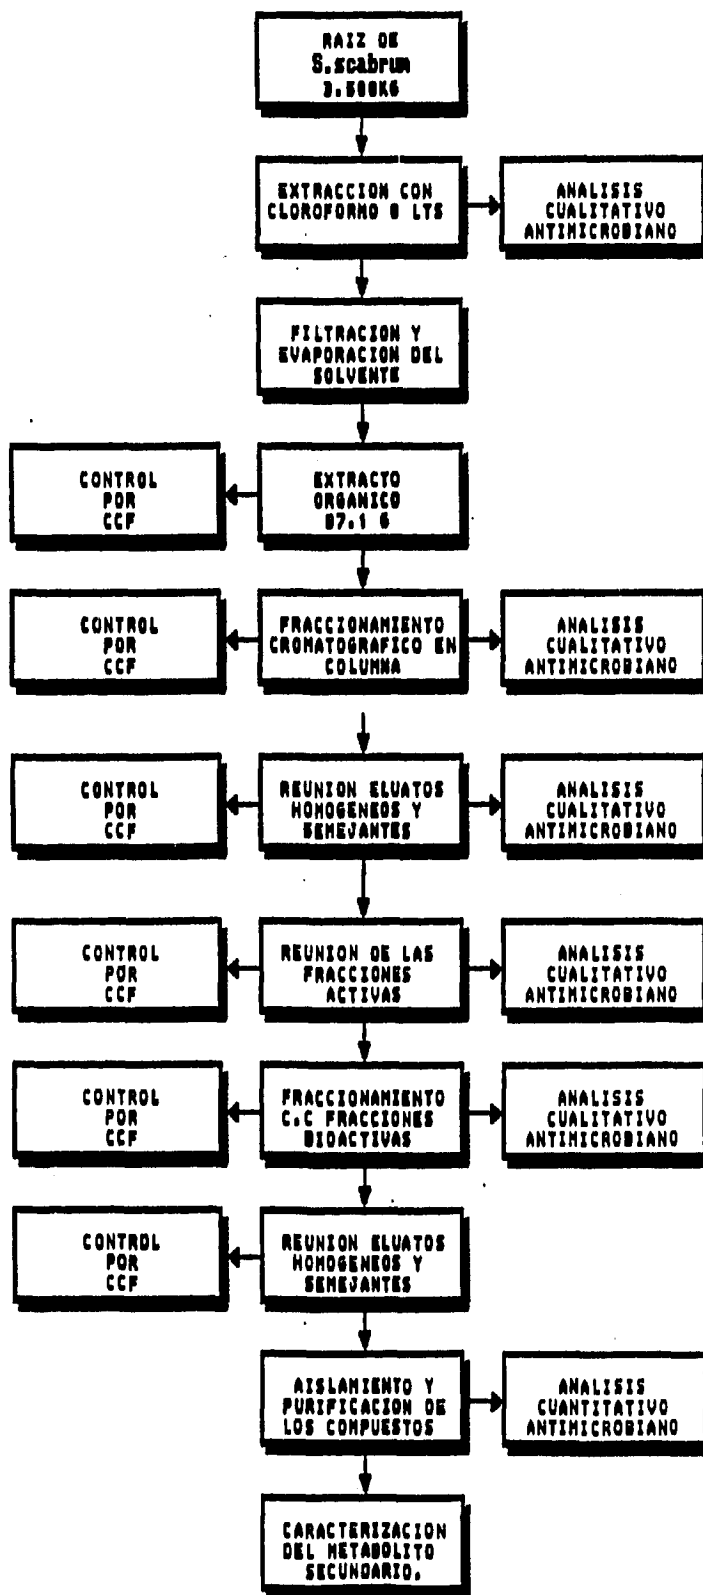 RAIZ DE
S.scabrum
3.500KG
EXTRACCION CON
CLOROFORMO 8 LTS
ANALISIS
CUALITATIVO
ANTIMICROBIANO
FILTRACION Y
EVAPORACION DEL
SOLVENTE
CONTROL
POR
CCF
EXTRACTO
ORGANICO
87.1 G
CONTROL
POR
CCF
FRACCIONAMIENTO
CROMATOGRAFICO EN
COLUMNA
ANALISIS
CUALITATIVO
ANTIMICROBIANO
CONTROL
POR
CCF
REUNION ELUATOS
HOMOGENEOS Y
SEMEJANTES
ANALISIS
CUALITATIVO
ANTIMICROBIANO
CONTROL
POR
CCF
REUNION DE LAS
FRACCIONES
ACTIVAS
ANALISIS
CUALITATIVO
ANTIMICROBIANO
CONTROL
POR
CCF
FRACCIONAMIENTO
C.C FRACCIONES
BIOACTIVAS
ANALISIS
CUALITATIVO
ANTIMICROBIANO
CONTROL
POR
CCF
REUNION ELUATOS
HOMOGENEOS Y
SEMEJANTES
AISLAMIENTO Y
PURIFICACION DE
LOS COMPUESTOS
ANALISIS
CUANTITATIVO
ANTIMICROBIANO
CARACTERIZACION
DEL METABOLITO
SECUNDARIO.